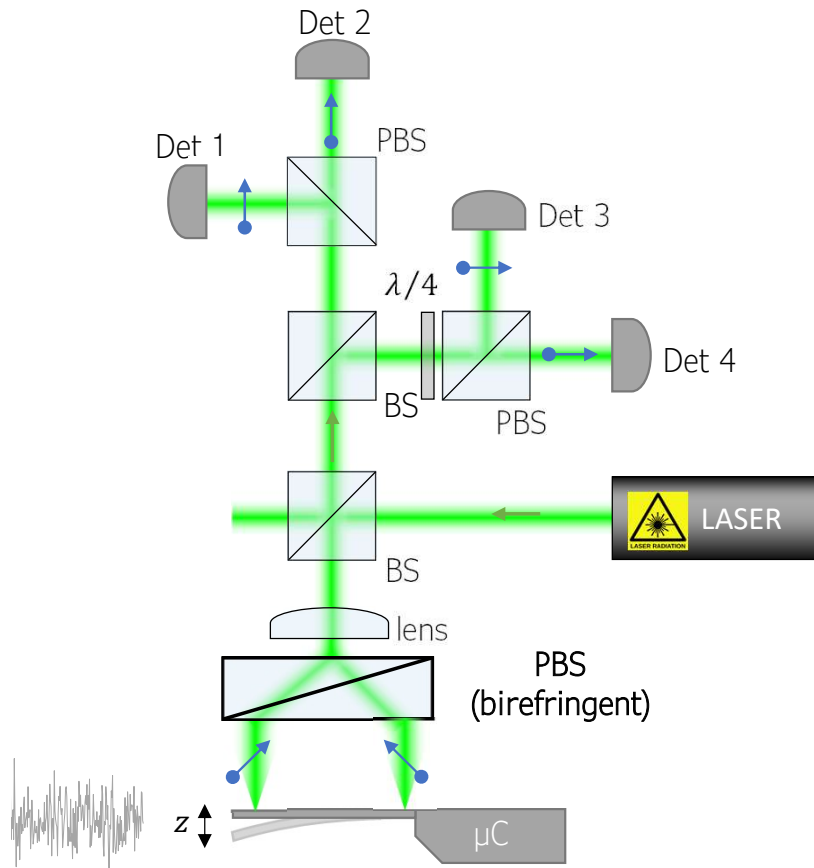 Det 2
PBS
Det 1
Det 3
λ/4
Det 4
BS
PBS
LASER
LASER RADIATION
BS
lens
PBS
(birefringent)
z
μC